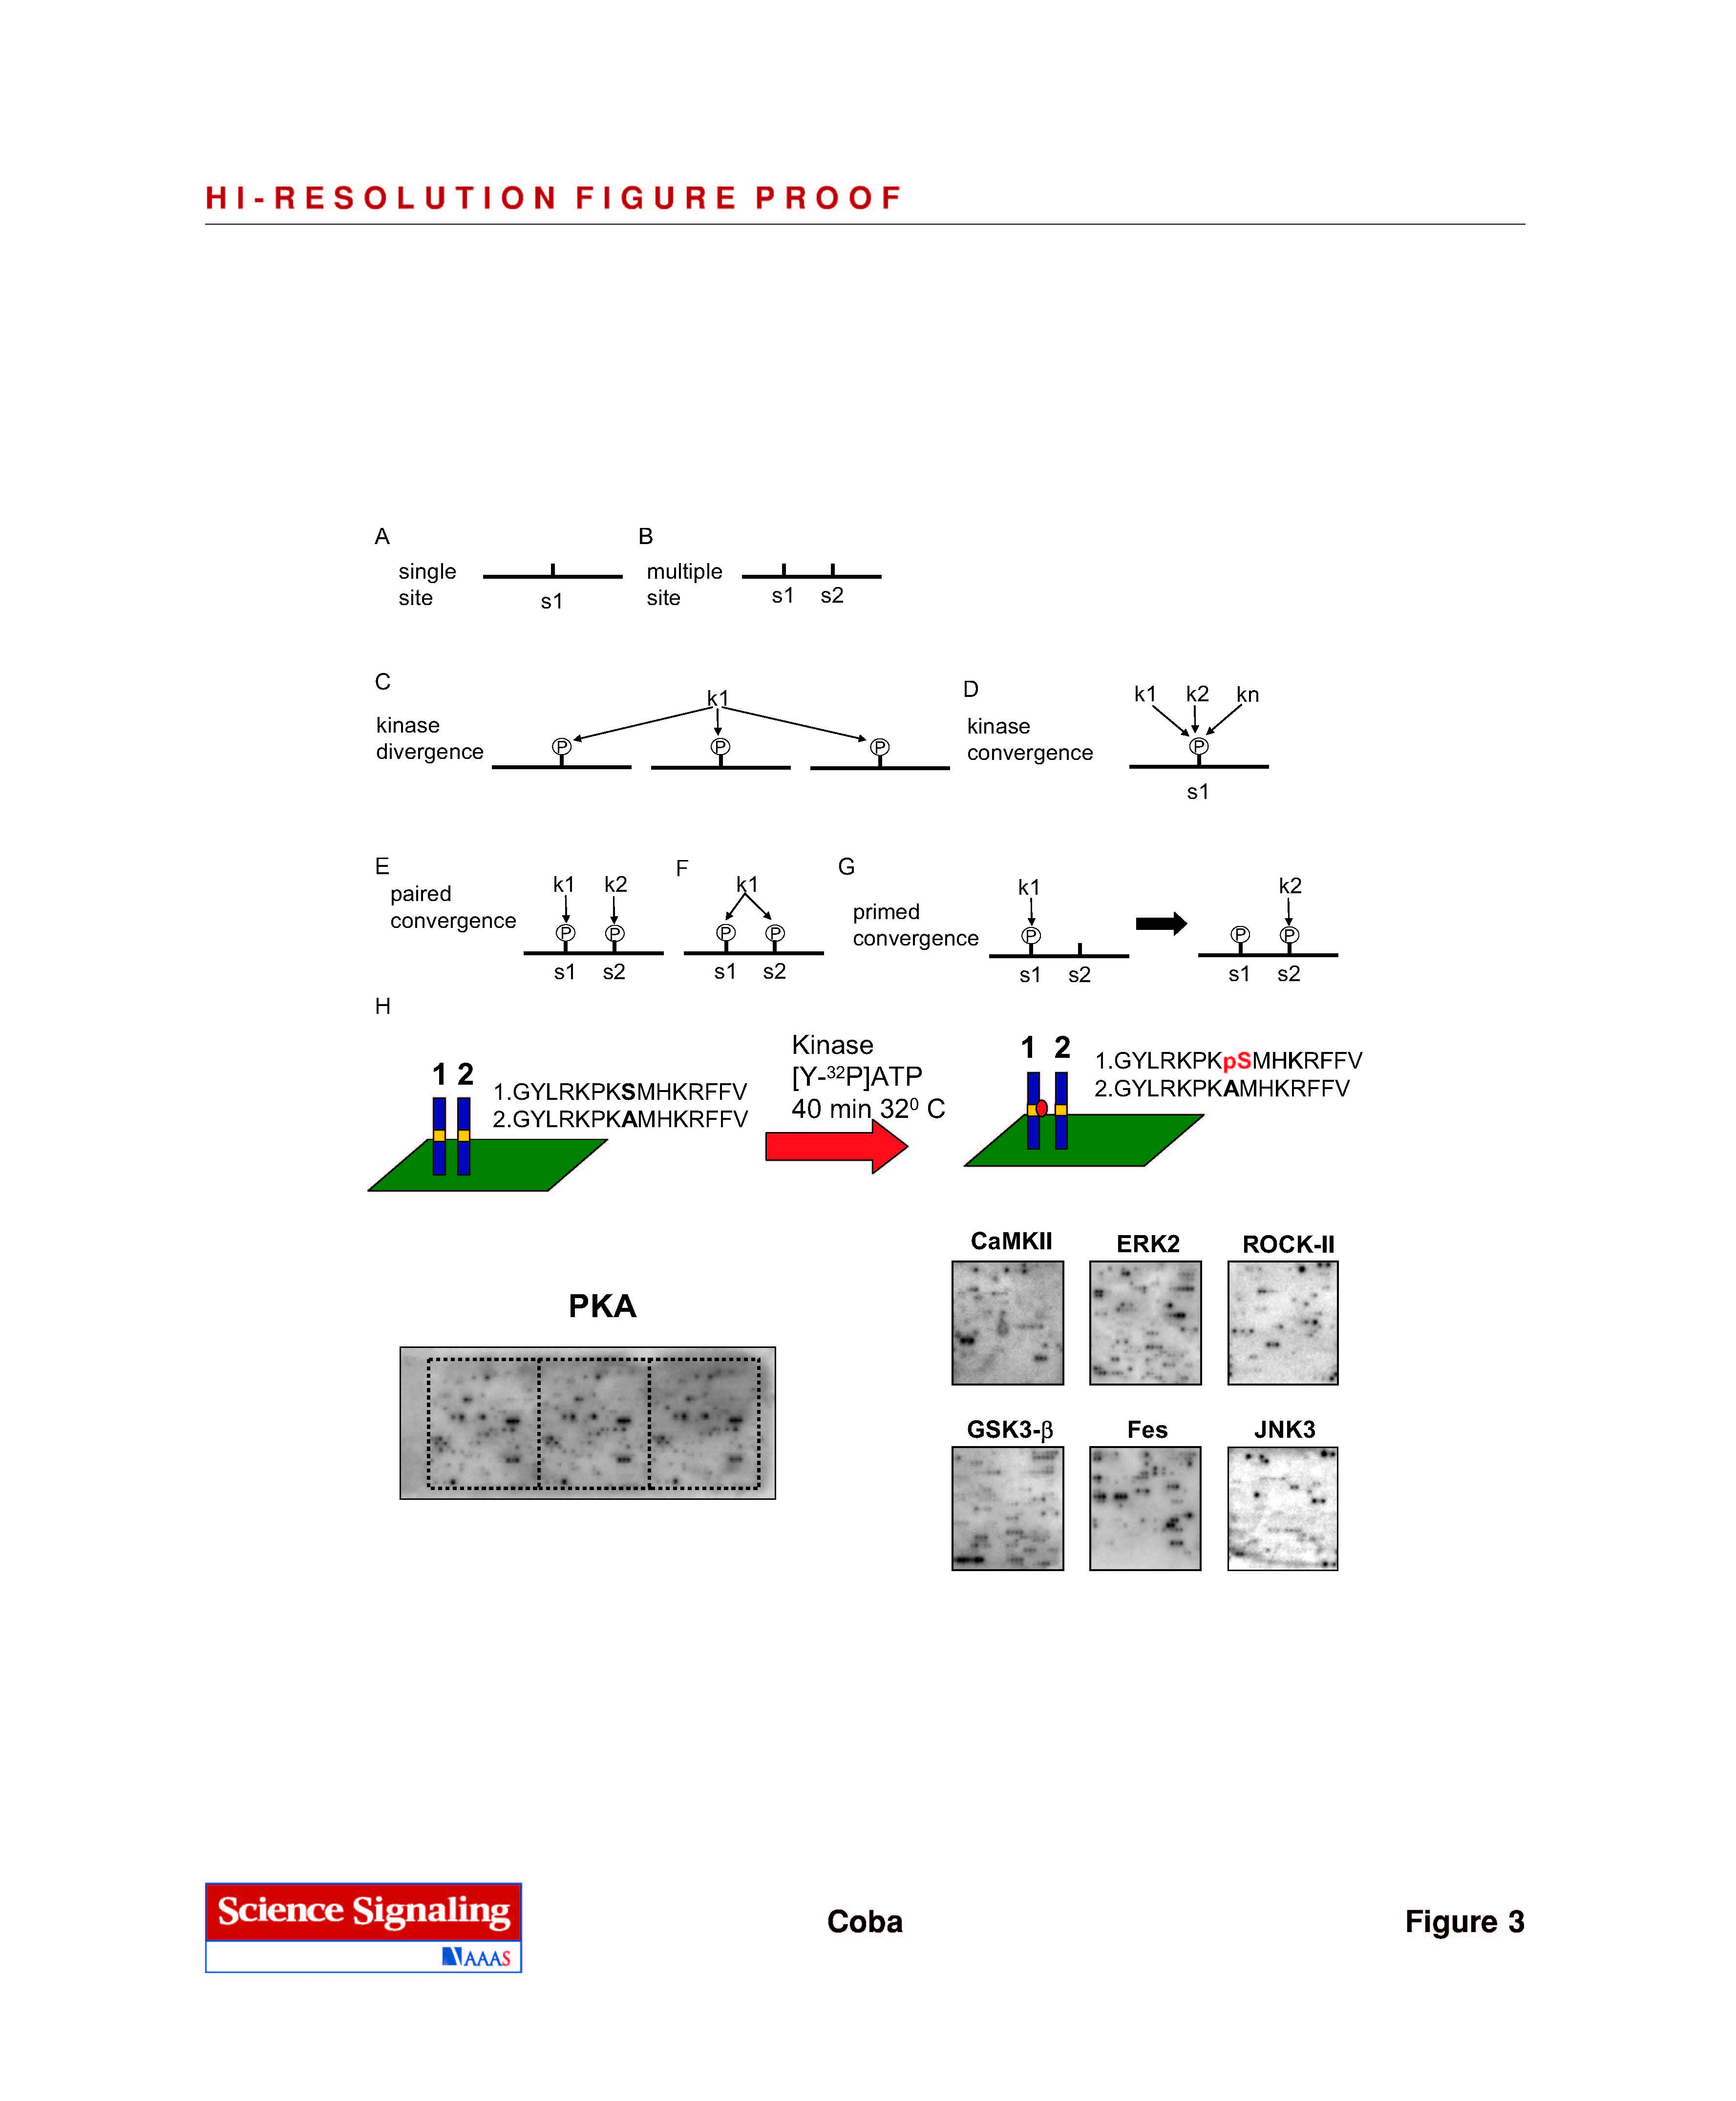 HI-RESOLUTION FIGURE PROOF
A
single
site
s1
B
multiple
site
s1 s2
C
kinase
divergence
k1
P P P
D
kinase
convergence
k1 k2 kn
P
s1
E
paired
convergence
k1 k2
P P
s1 s2
F
k1
P P
s1 s2
G
primed
convergence
k1
P
s1 s2
k2
P P
s1 s2
H
1 2
1.GYLRKPKSMHKRFFV
2.GYLRKPKAMHKRFFV
Kinase
[Y-³²P]ATP
40 min 32⁰ C
1 2
1.GYLRKPKpSMHKRFFV
2.GYLRKPKAMHKRFFV
PKA
CaMKII ERK2 ROCK-II
GSK3-β Fes JNK3
Science Signaling
AAAS
Coba
Figure 3